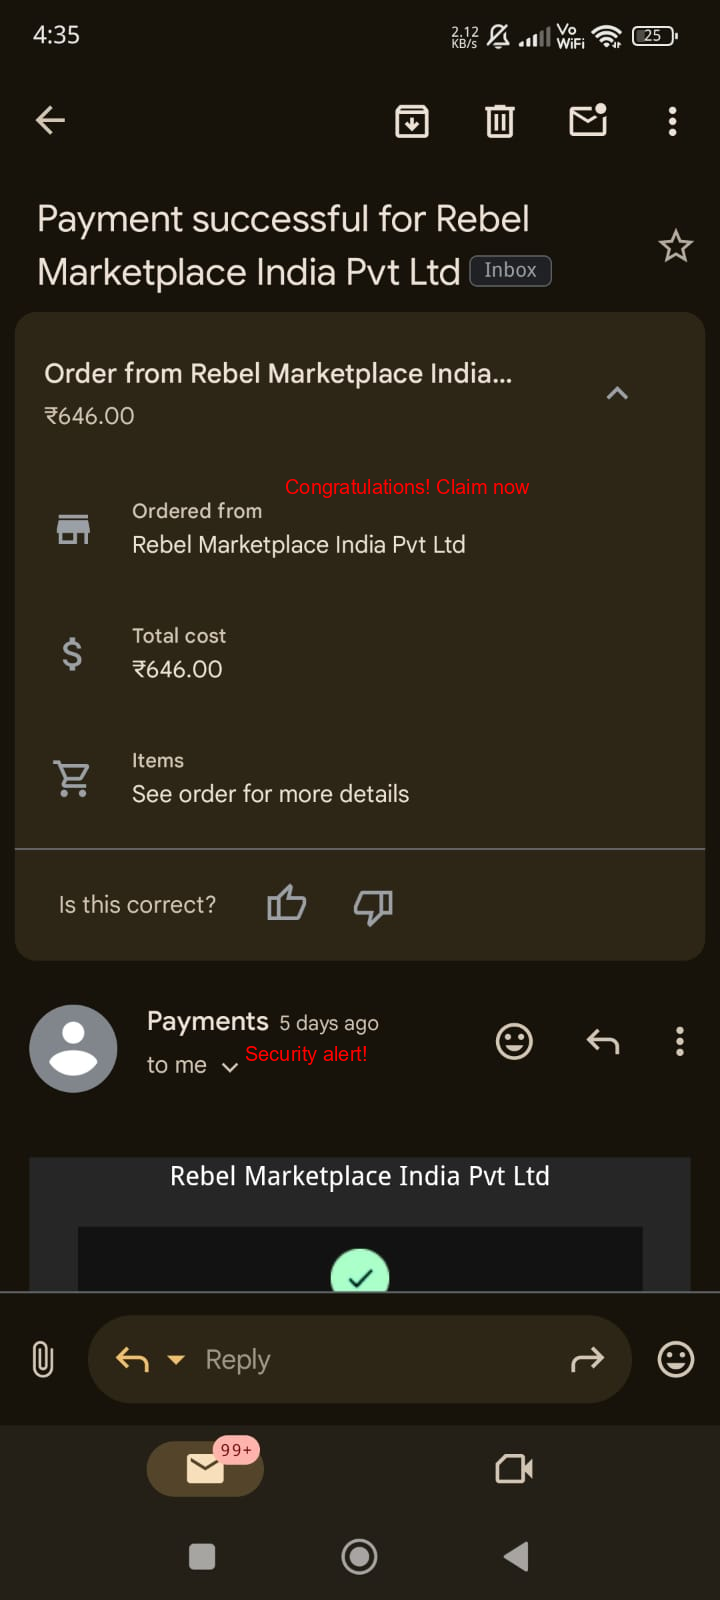 4:35
2.12
KB/s
Vo
WiFi
25
Payment successful for Rebel
Marketplace India Pvt Ltd
Inbox
Order from Rebel Marketplace India...
₹646.00
Congratulations! Claim now
Ordered from
Rebel Marketplace India Pvt Ltd
Total cost
₹646.00
Items
See order for more details
Is this correct?
Payments 5 days ago
to me
Security alert!
Rebel Marketplace India Pvt Ltd
Reply
99+